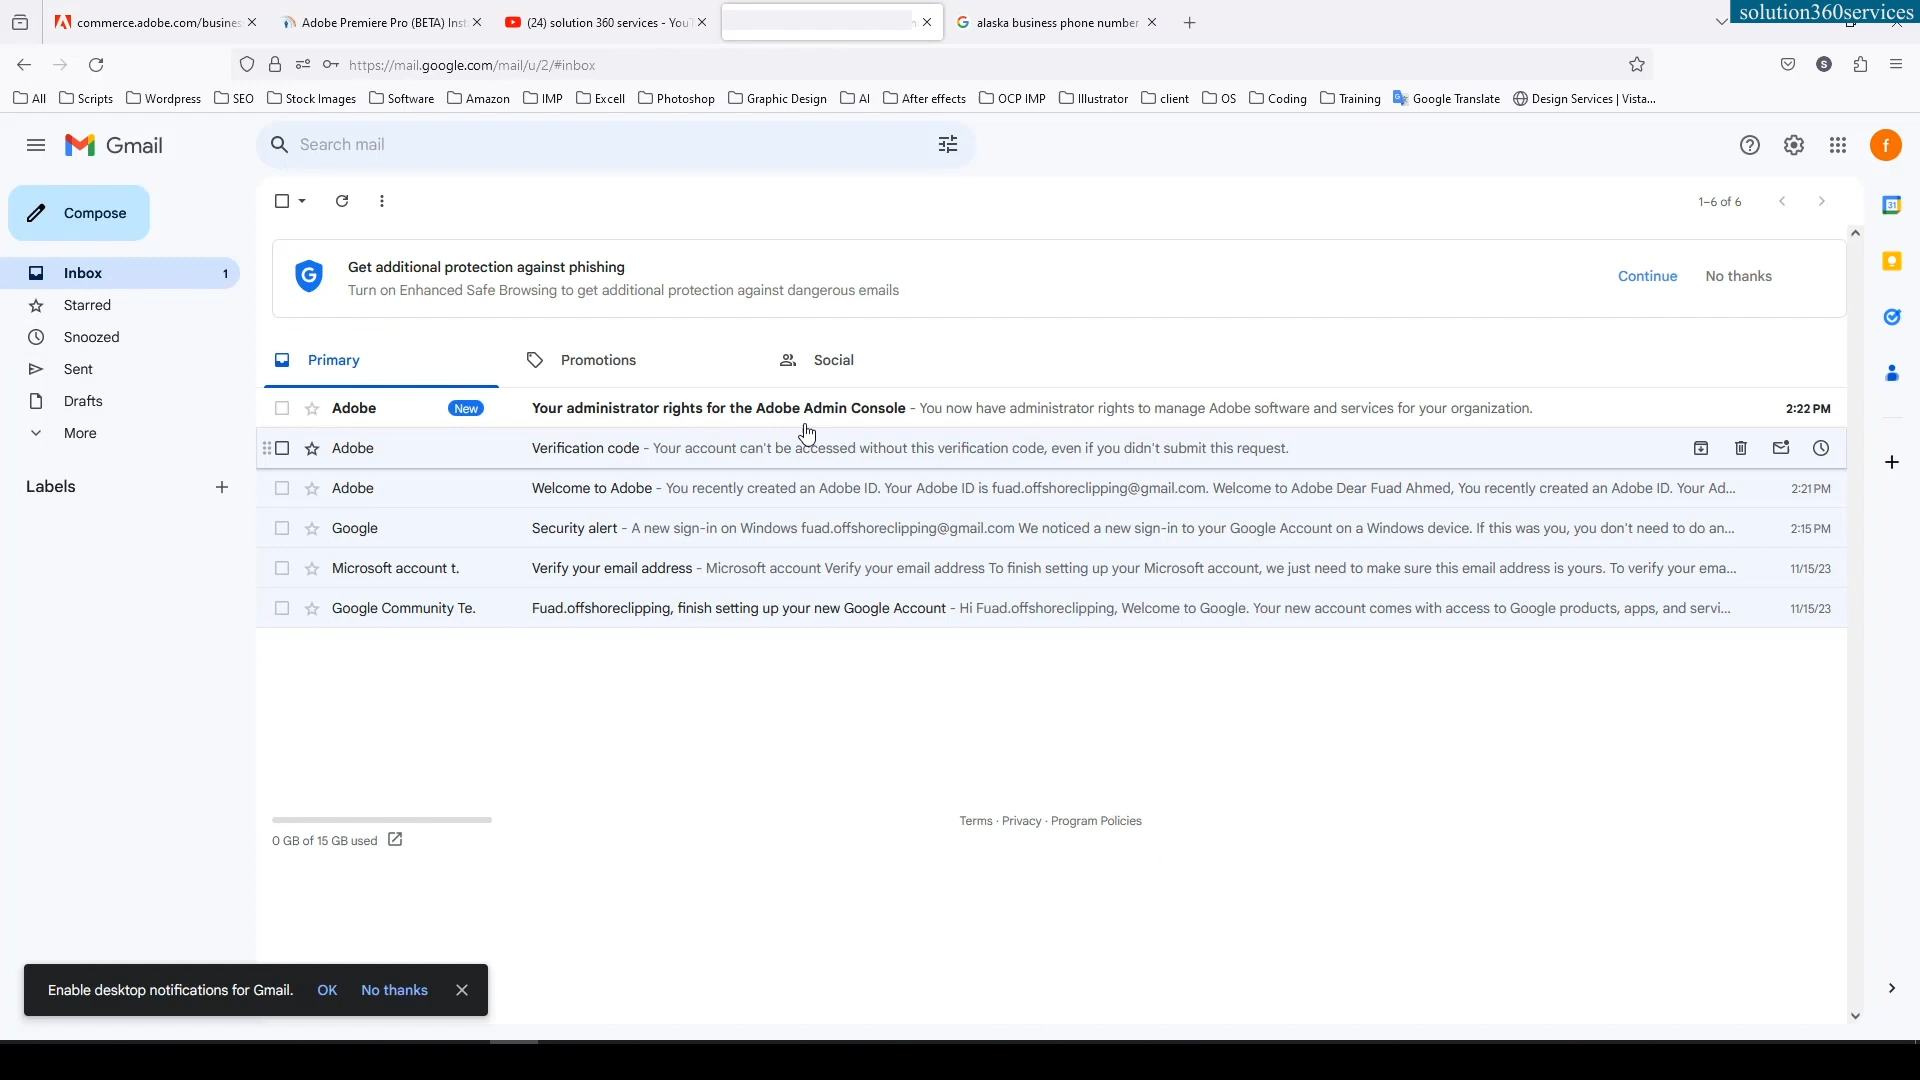 commerce.adobe.com/busines
Adobe Premiere Pro (BETA) Inst
(24) solution 360 services - YouT
alaska business phone number
solution360services
https://mail.google.com/mail/u/2/#inbox
S
All
Scripts
Wordpress
SEO
Stock Images
Software
Amazon
IMP
Excell
Photoshop
Graphic Design
AI
After effects
OCP IMP
Illustrator
client
OS
Coding
Training
Google Translate
Design Services | Vista...
Gmail
Search mail
f
Compose
1–6 of 6
Inbox 1
Starred
Snoozed
Sent
Drafts
More
Labels
Get additional protection against phishing
Turn on Enhanced Safe Browsing to get additional protection against dangerous emails
Continue
No thanks
Primary
Promotions
Social
Adobe New Your administrator rights for the Adobe Admin Console - You now have administrator rights to manage Adobe software and services for your organization. 2:22 PM
Adobe Verification code - Your account can't be accessed without this verification code, even if you didn't submit this request.
Adobe Welcome to Adobe - You recently created an Adobe ID. Your Adobe ID is fuad.offshoreclipping@gmail.com. Welcome to Adobe Dear Fuad Ahmed, You recently created an Adobe ID. Your Ad... 2:21 PM
Google Security alert - A new sign-in on Windows fuad.offshoreclipping@gmail.com We noticed a new sign-in to your Google Account on a Windows device. If this was you, you don't need to do an... 2:15 PM
Microsoft account t. Verify your email address - Microsoft account Verify your email address To finish setting up your Microsoft account, we just need to make sure this email address is yours. To verify your ema... 11/15/23
Google Community Te. Fuad.offshoreclipping, finish setting up your new Google Account - Hi Fuad.offshoreclipping, Welcome to Google. Your new account comes with access to Google products, apps, and servi... 11/15/23
0 GB of 15 GB used
Terms · Privacy · Program Policies
31
Enable desktop notifications for Gmail. OK No thanks